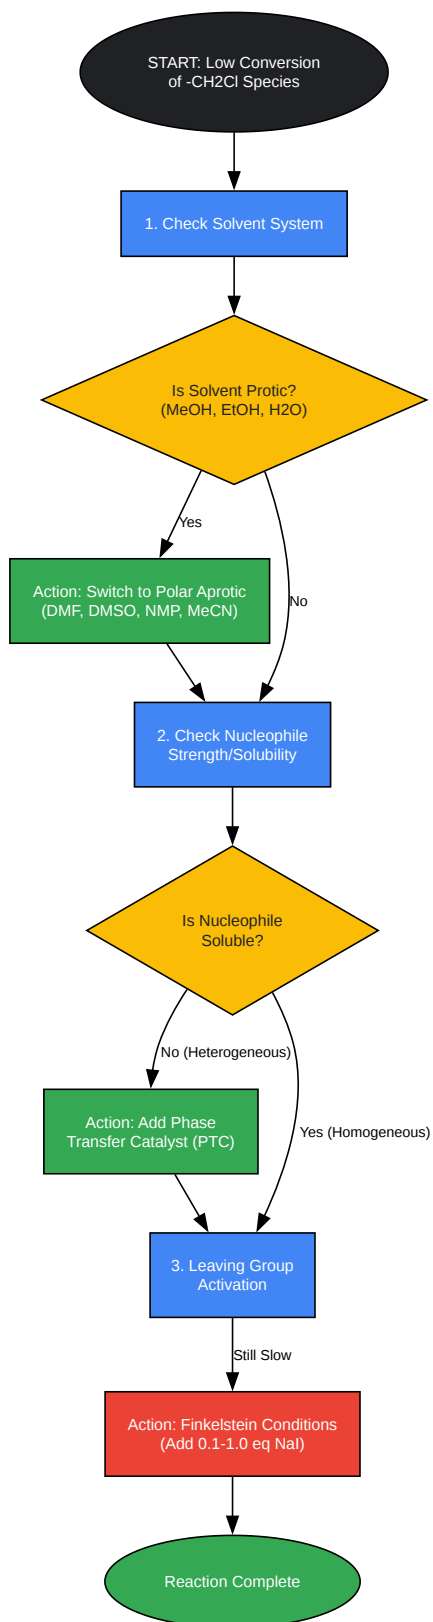 START: Low Conversion
of -CH2Cl Species
1. Check Solvent System
Is Solvent Protic?
(MeOH, EtOH, H2O)
Yes
Action: Switch to Polar Aprotic
(DMF, DMSO, NMP, MeCN)
No
2. Check Nucleophile
Strength/Solubility
Is Nucleophile
Soluble?
No (Heterogeneous)
Action: Add Phase
Transfer Catalyst (PTC)
Yes (Homogeneous)
3. Leaving Group
Activation
Still Slow
Action: Finkelstein Conditions
(Add 0.1-1.0 eq NaI)
Reaction Complete